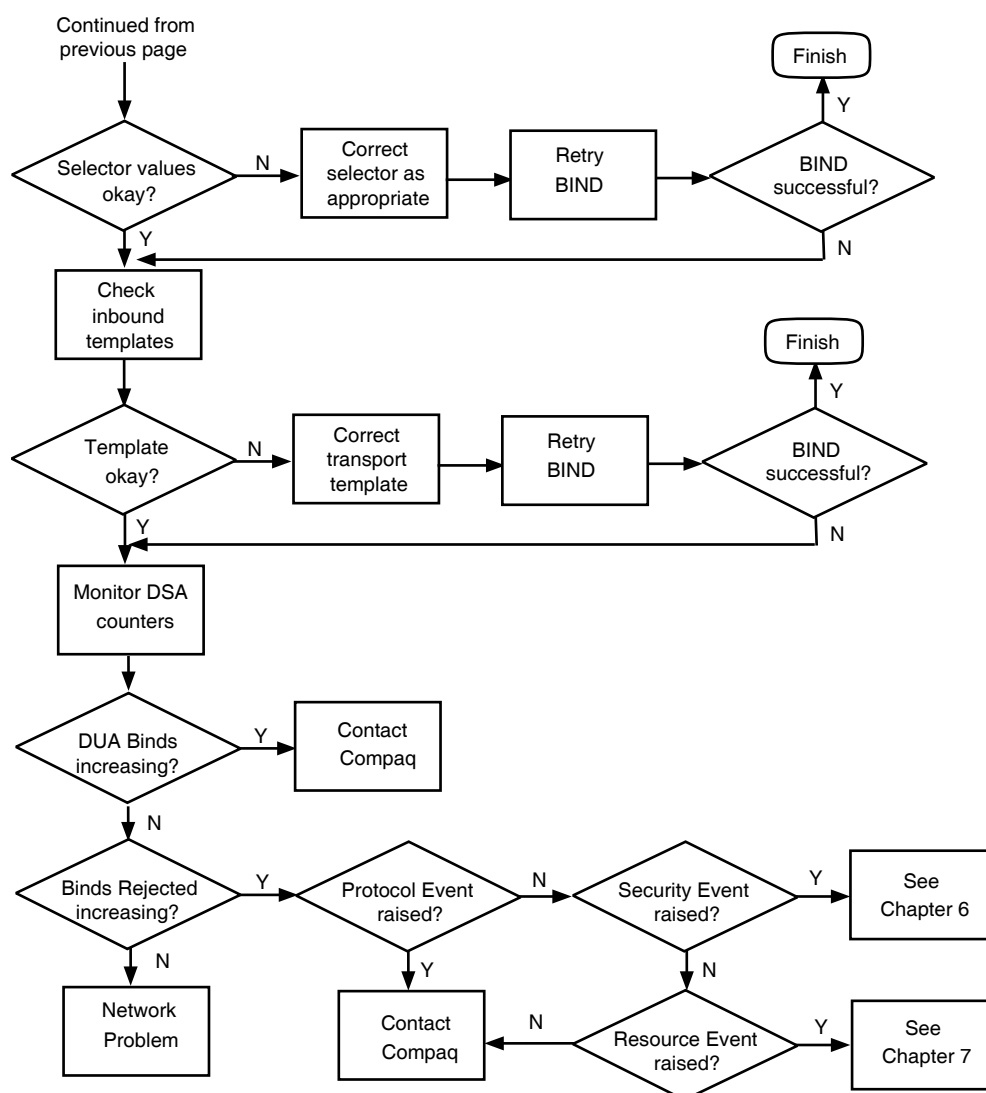 Continued from
previous page
Finish
Y
Selector values
okay?
N
Correct
selector as
appropriate
Retry
BIND
BIND
successful?
Y
N
Check
inbound
templates
Finish
Y
Template
okay?
N
Correct
transport
template
Retry
BIND
BIND
successful?
Y
N
Monitor DSA
counters
DUA Binds
increasing?
Y
Contact
Compaq
N
Binds Rejected
increasing?
Y
Protocol Event
raised?
N
Security Event
raised?
Y
See
Chapter 6
N
Y
N
Network
Problem
Contact
Compaq
N
Resource Event
raised?
Y
See
Chapter 7